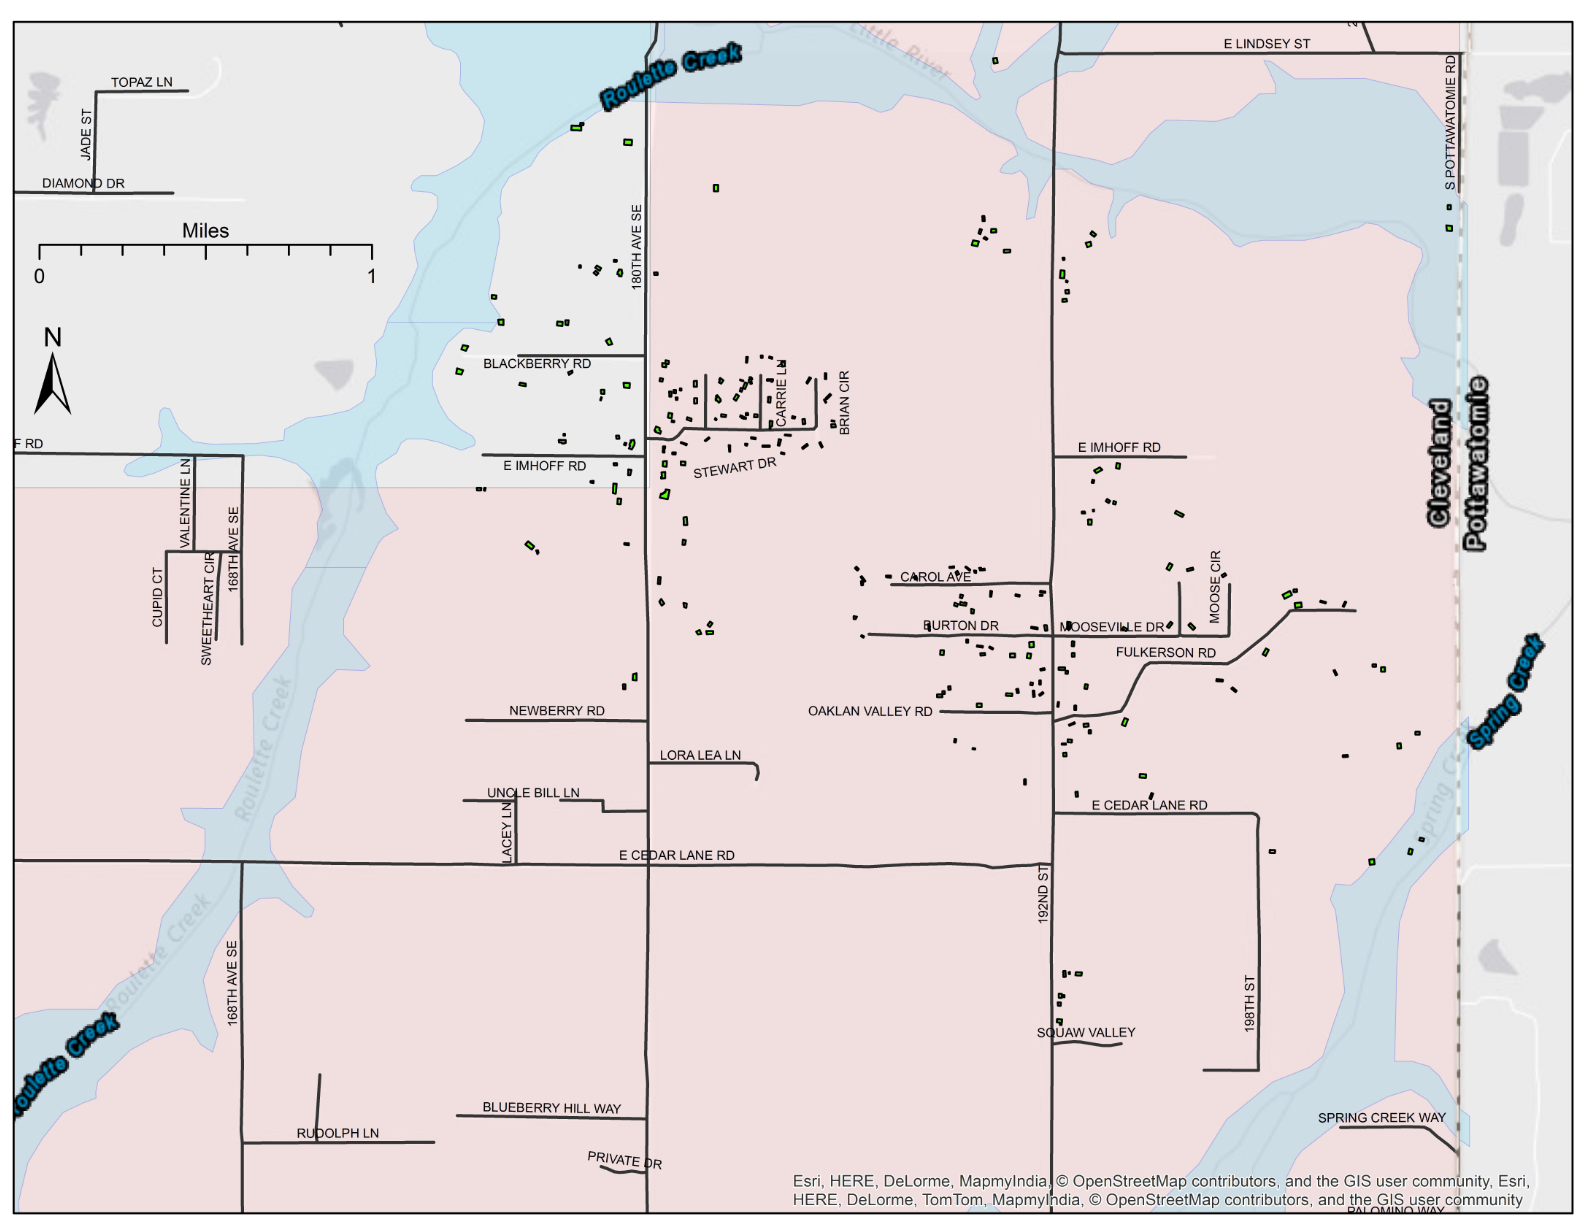 E LINDSEY ST
Roulette Creek
Little River
TOPAZ LN
JADE ST
S POTTAWATOMIE RD
DIAMOND DR
Miles
0 1
180TH AVE SE
N
BLACKBERRY RD
CARRIE LN
BRIAN CIR
Cleveland
Pottawatomie
F RD
E IMHOFF RD
E IMHOFF RD
STEWART DR
VALENTINE LN
168TH AVE SE
CUPID CT
SWEETHEART CIR
CAROL AVE
MOOSE CIR
BURTON DR
MOOSEVILLE DR
FULKERSON RD
Spring Creek
Roulette Creek
NEWBERRY RD
OAKLAN VALLEY RD
LORA LEA LN
Spring
UNCLE BILL LN
LACEY LN
E CEDAR LANE RD
E CEDAR LANE RD
192ND ST
Roulette Creek
168TH AVE SE
198TH ST
SQUAW VALLEY
oulette Creek
BLUEBERRY HILL WAY
SPRING CREEK WAY
RUDOLPH LN
PRIVATE DR
Esri, HERE, DeLorme, MapmyIndia, © OpenStreetMap contributors, and the GIS user community, Esri,
HERE, DeLorme, TomTom, MapmyIndia, © OpenStreetMap contributors, and the GIS user community
PALOMINO WAY